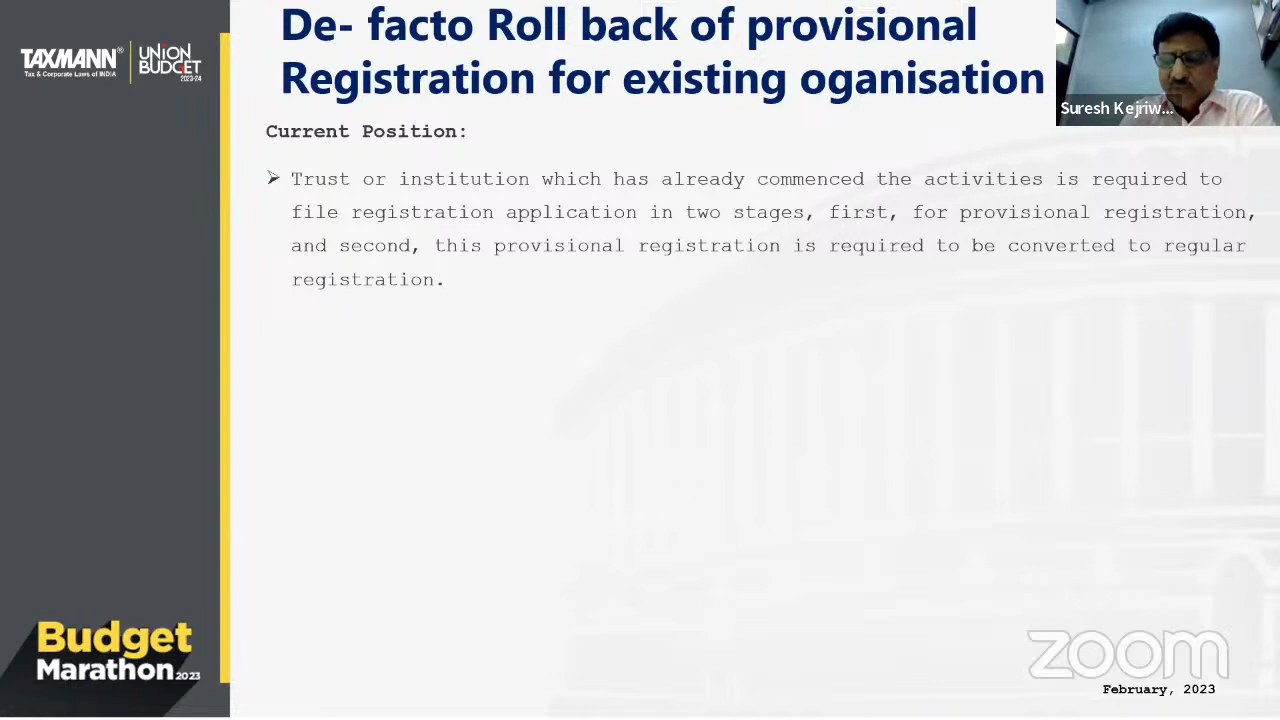 De- facto Roll back of provisional
Registration for existing oganisation
TAXMANN®
Tax & Corporate Laws of INDIA
UNION
BUDGET
2023-24
Suresh Kejriw...
Current Position:
➢ Trust or institution which has already commenced the activities is required to
file registration application in two stages, first, for provisional registration,
and second, this provisional registration is required to be converted to regular
registration.
Budget
Marathon 2023
zoom
February, 2023